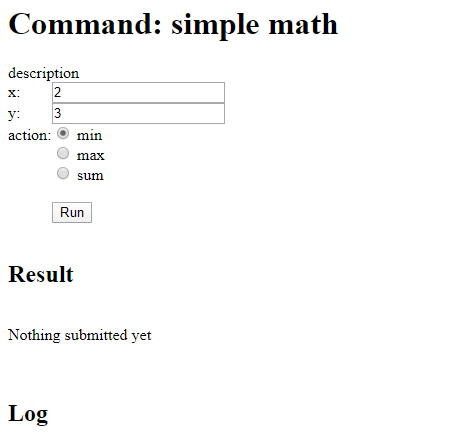 Command: simple math
description
x: 2
y: 3
action: min
max
sum
Run
Result
Nothing submitted yet
Log